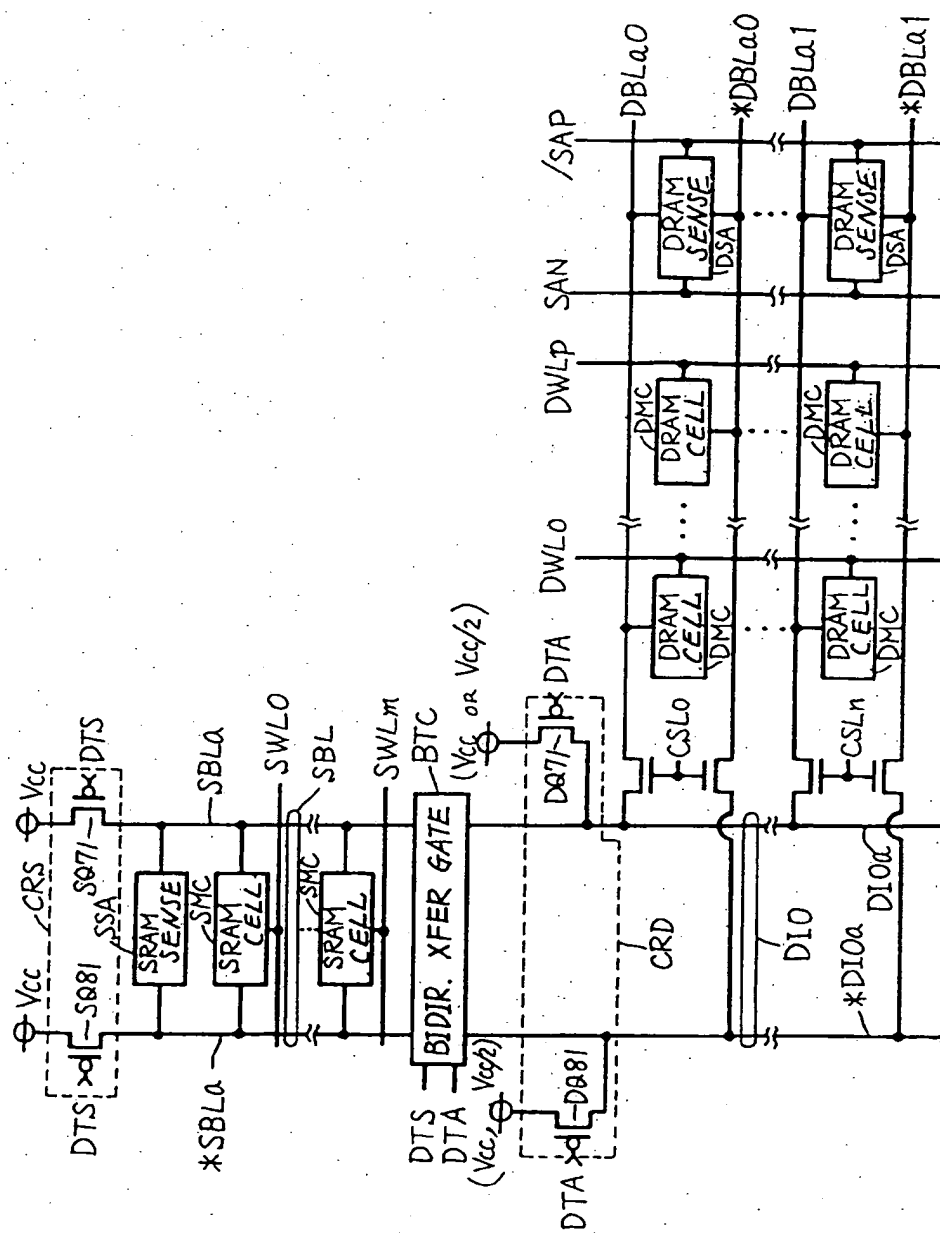 Vcc
CRS
Vcc
DTS
SQ81
SQ71
DTS
SSA
SRAM SENSE
SMC
SRAM CELL
SMC
SRAM CELL
*SBLa
SBLa
SWL0
SBL
SWLm
BTC
BIDIR. XFER GATE
DTS
DTA
(Vcc, Vcc/2)
(Vcc OR Vcc/2)
DTA
DQ81
DQ71
DTA
CRD
DIO
*DIOa
DIOa
CSL0
CSLn
DWL0
DWLp
SAN
/SAP
DRAM CELL
DMC
DMC
DRAM CELL
DRAM SENSE
DSA
DRAM CELL
DMC
DMC
DRAM CELL
DRAM SENSE
DSA
DBLa0
*DBLa0
DBLa1
*DBLa1